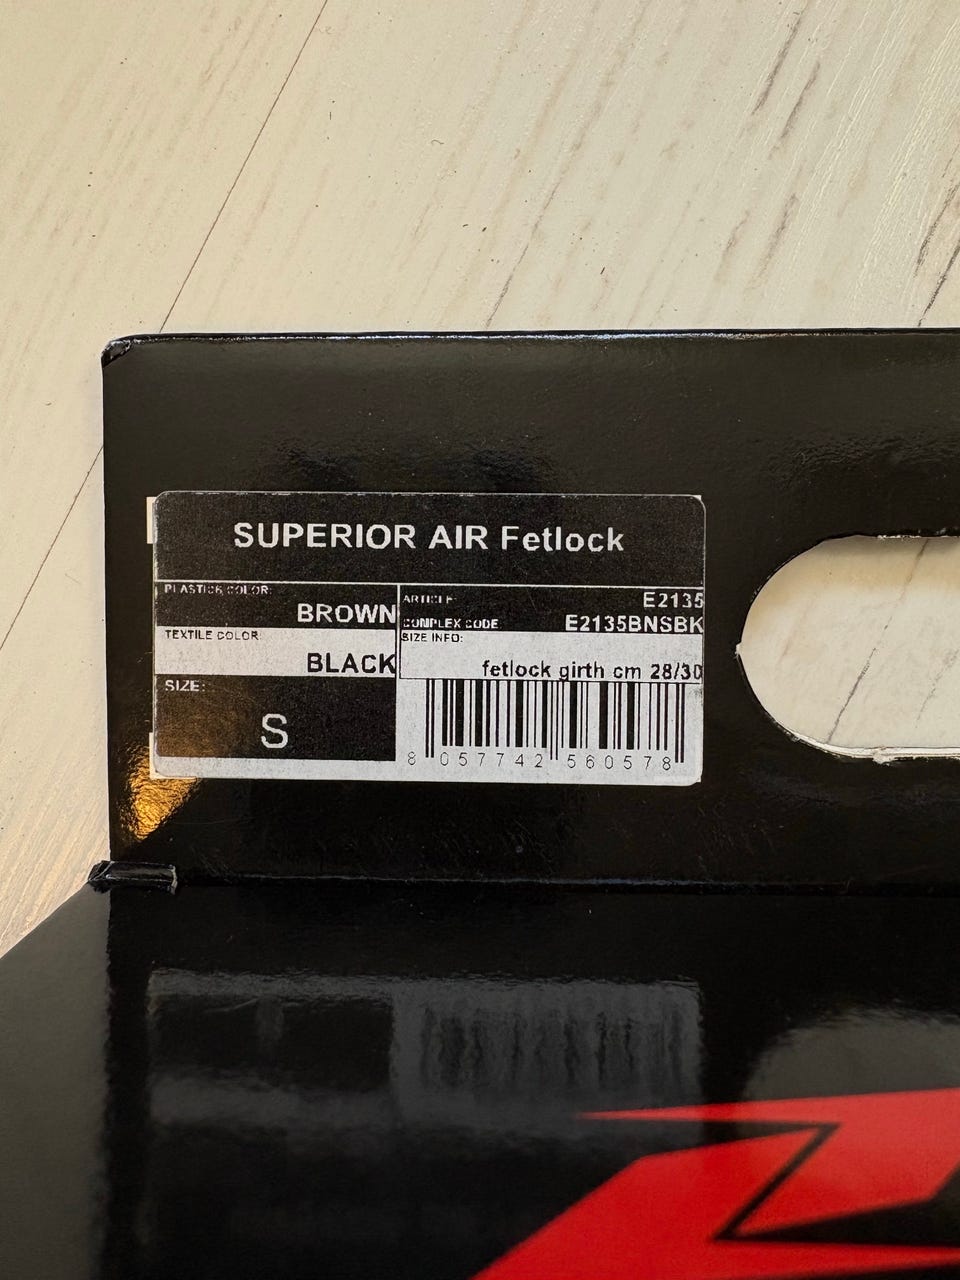 SUPERIOR AIR Fetlock
PLASTICS COLOR:
BROWN
TEXTILE COLOR:
BLACK
SIZE:
S
ARTICLE:
E2135
COMPLEX CODE
E2135BNSBK
SIZE INFO:
fetlock girth cm 28/30
8 057742 560578